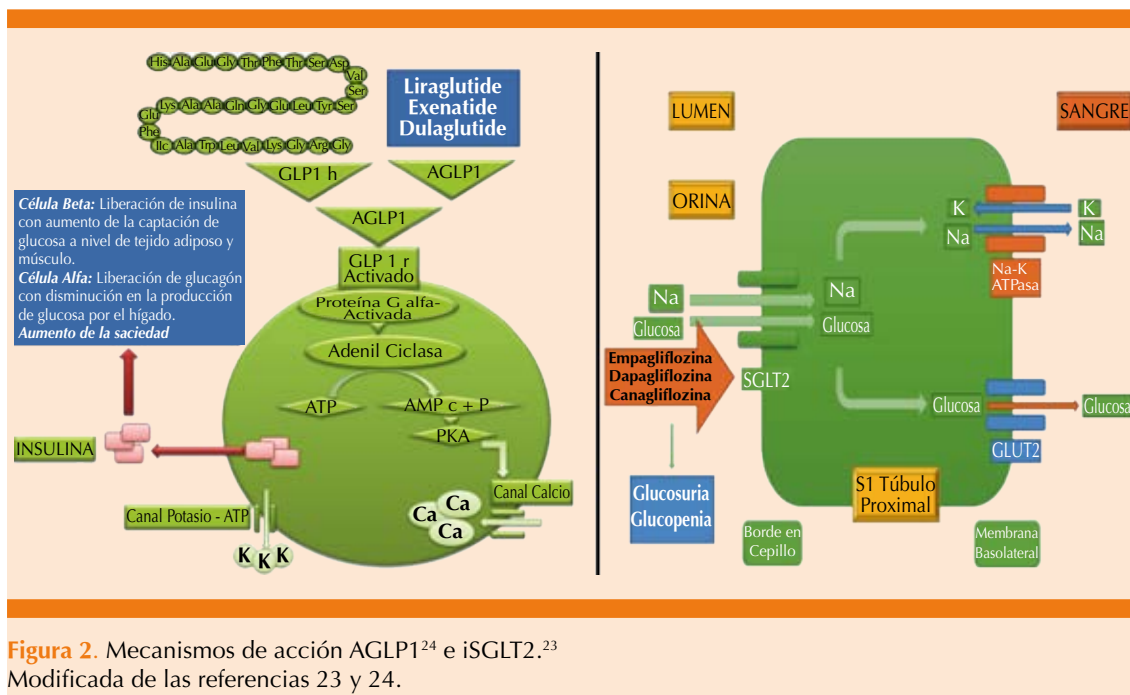 His Ala Glu Gly Thr Phe Thr Ser Asp
Val
Ser
Lys Ala Ala Gln Gly Glu Leu Tyr Ser
Glu
Phe
Ilc Ala Trp Leu Val Lys Gly Arg Gly
Liraglutide
Exenatide
Dulaglutide
GLP1 h
AGLP1
AGLP1
GLP 1 r
Activado
Proteína G alfa-
Activada
Adenil Ciclasa
ATP
AMP c + P
PKA
Canal Calcio
Ca
Ca
Ca
Célula Beta: Liberación de insulina
con aumento de la captación de
glucosa a nivel de tejido adiposo y
músculo.
Célula Alfa: Liberación de glucagón
con disminución en la producción
de glucosa por el hígado.
Aumento de la saciedad
INSULINA
Canal Potasio - ATP
K K K
LUMEN
SANGRE
ORINA
K
K
Na
Na
Na-K
ATPasa
Na
Glucosa
Na
Glucosa
Empagliflozina
Dapagliflozina
Canagliflozina
SGLT2
Glucosa
Glucosa
GLUT2
Glucosuria
Glucopenia
S1 Túbulo
Proximal
Borde en
Cepillo
Membrana
Basolateral
Figura 2. Mecanismos de acción AGLP1²⁴ e iSGLT2.²³
Modificada de las referencias 23 y 24.